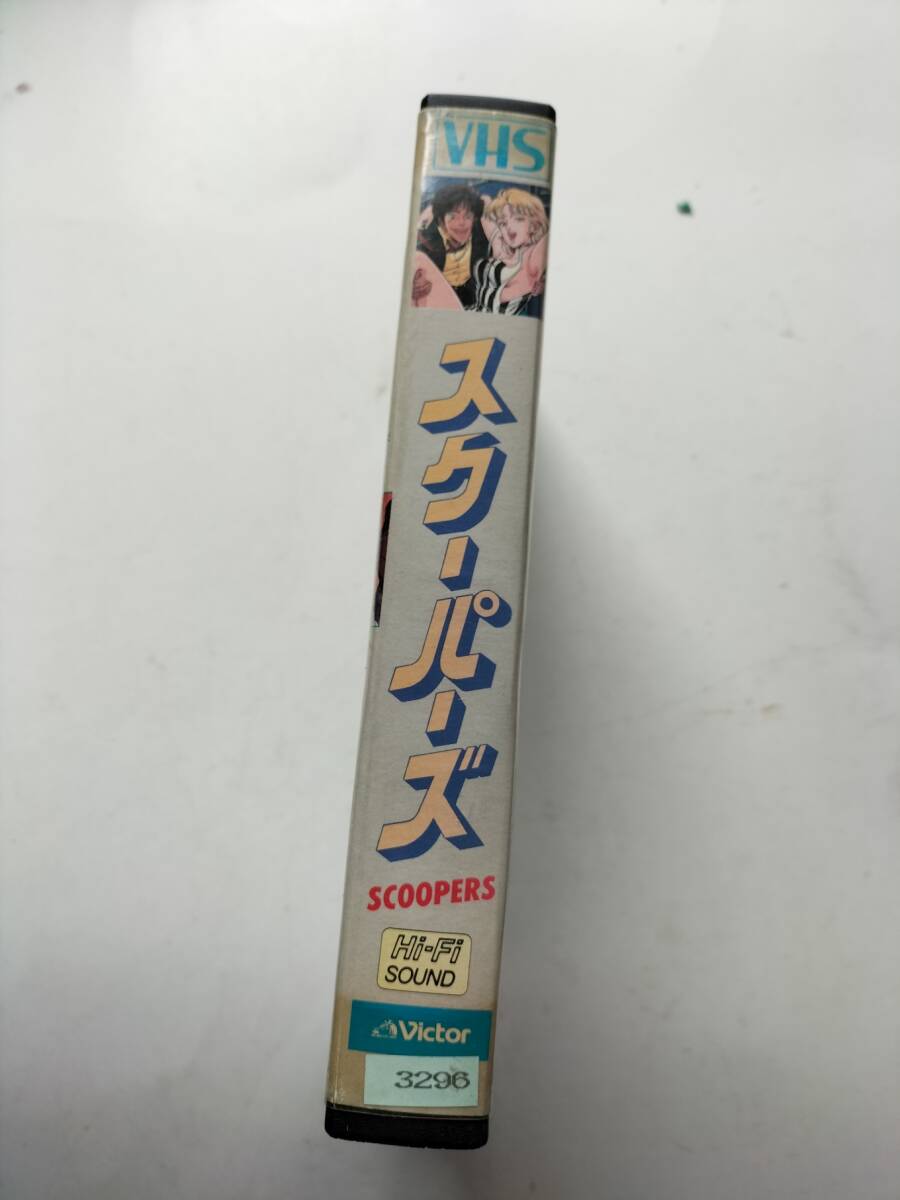 VHS
スクーパーズ
SCOOPERS
Hi-Fi
SOUND
Victor
3296